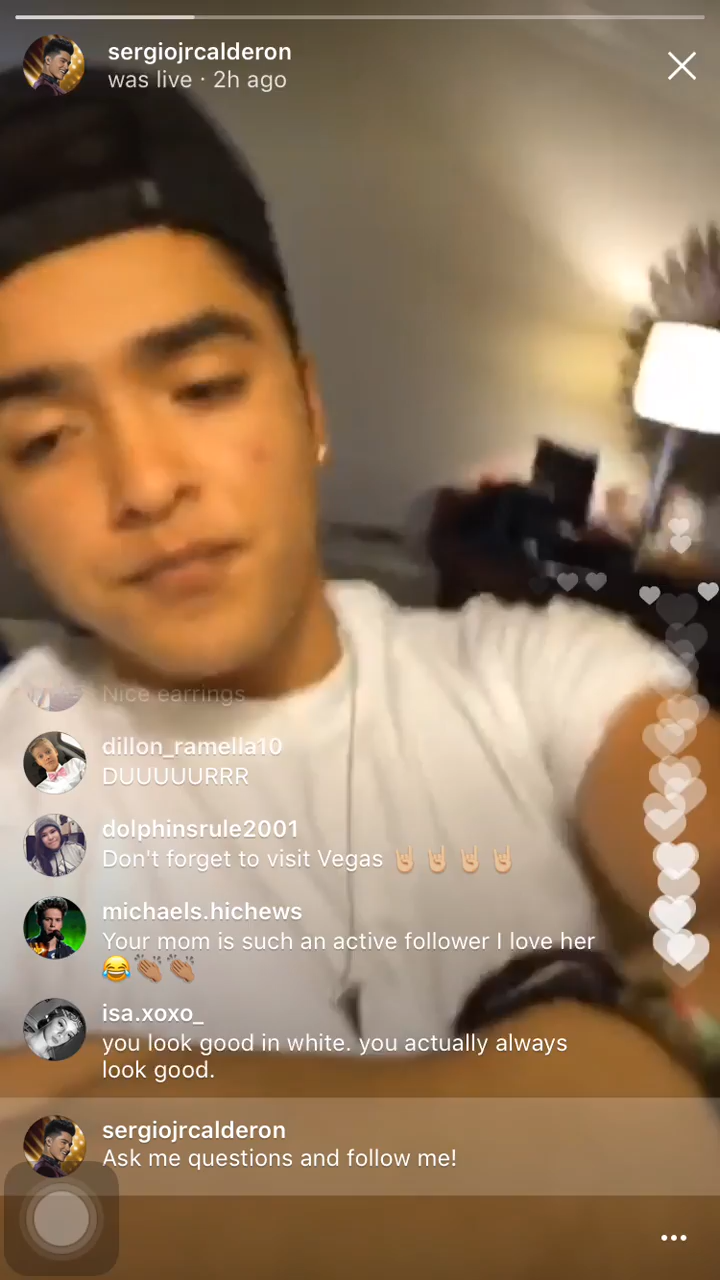 sergiojrcalderon
was live · 2h ago
Nice earrings
dillon_ramella10
DUUUUURRR
dolphinsrule2001
Don't forget to visit Vegas 🤘🏼 🤘🏼 🤘🏼 🤘🏼
michaels.hichews
Your mom is such an active follower I love her
😂👏🏽👏🏽
isa.xoxo_
you look good in white. you actually always
look good.
sergiojrcalderon
Ask me questions and follow me!